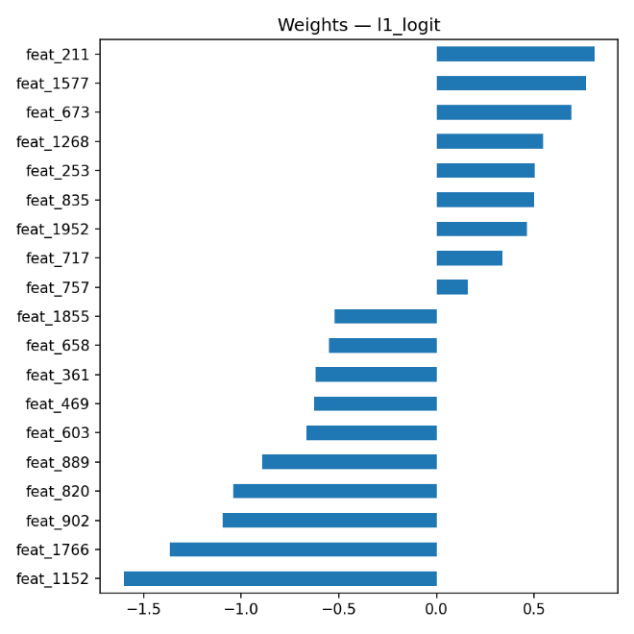 Weights — l1_logit
feat_211
feat_1577
feat_673
feat_1268
feat_253
feat_835
feat_1952
feat_717
feat_757
feat_1855
feat_658
feat_361
feat_469
feat_603
feat_889
feat_820
feat_902
feat_1766
feat_1152
−1.5 −1.0 −0.5 0.0 0.5